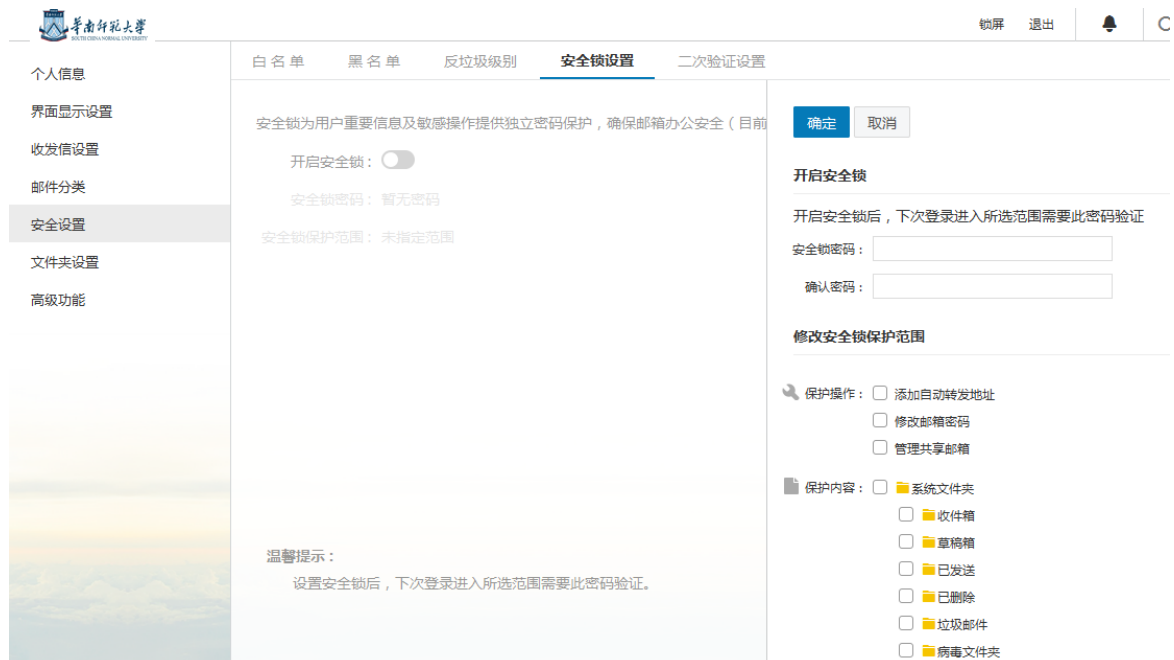 華南師範大學
SOUTH CHINA NORMAL UNIVERSITY
锁屏 退出
个人信息
界面显示设置
收发信设置
邮件分类
安全设置
文件夹设置
高级功能
白名单 黑名单 反垃圾级别 安全锁设置 二次验证设置
安全锁为用户重要信息及敏感操作提供独立密码保护，确保邮箱办公安全（目前
开启安全锁：
安全锁密码：暂无密码
安全锁保护范围：未指定范围
温馨提示：
设置安全锁后，下次登录进入所选范围需要此密码验证。
确定 取消
开启安全锁
开启安全锁后，下次登录进入所选范围需要此密码验证
安全锁密码：
确认密码：
修改安全锁保护范围
保护操作： 添加自动转发地址
修改邮箱密码
管理共享邮箱
保护内容： 系统文件夹
收件箱
草稿箱
已发送
已删除
垃圾邮件
病毒文件夹